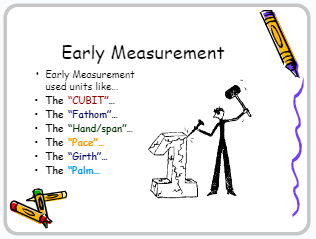 Early Measurement
• Early Measurement
used units like…
• The “CUBIT”…
• The “Fathom”…
• The “Hand/span”…
• The “Pace”…
• The “Girth”…
• The “Palm…